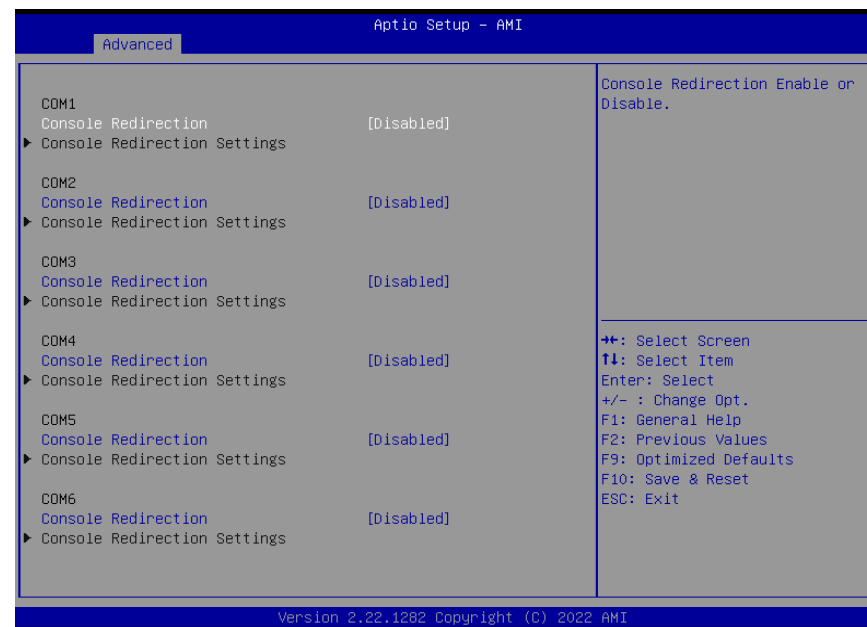 Aptio Setup – AMI
Advanced
COM1
Console Redirection [Disabled]
▶ Console Redirection Settings
COM2
Console Redirection [Disabled]
▶ Console Redirection Settings
COM3
Console Redirection [Disabled]
▶ Console Redirection Settings
COM4
Console Redirection [Disabled]
▶ Console Redirection Settings
COM5
Console Redirection [Disabled]
▶ Console Redirection Settings
COM6
Console Redirection [Disabled]
▶ Console Redirection Settings
Console Redirection Enable or
Disable.
→←: Select Screen
↑↓: Select Item
Enter: Select
+/- : Change Opt.
F1: General Help
F2: Previous Values
F9: Optimized Defaults
F10: Save & Reset
ESC: Exit
Version 2.22.1282 Copyright (C) 2022 AMI